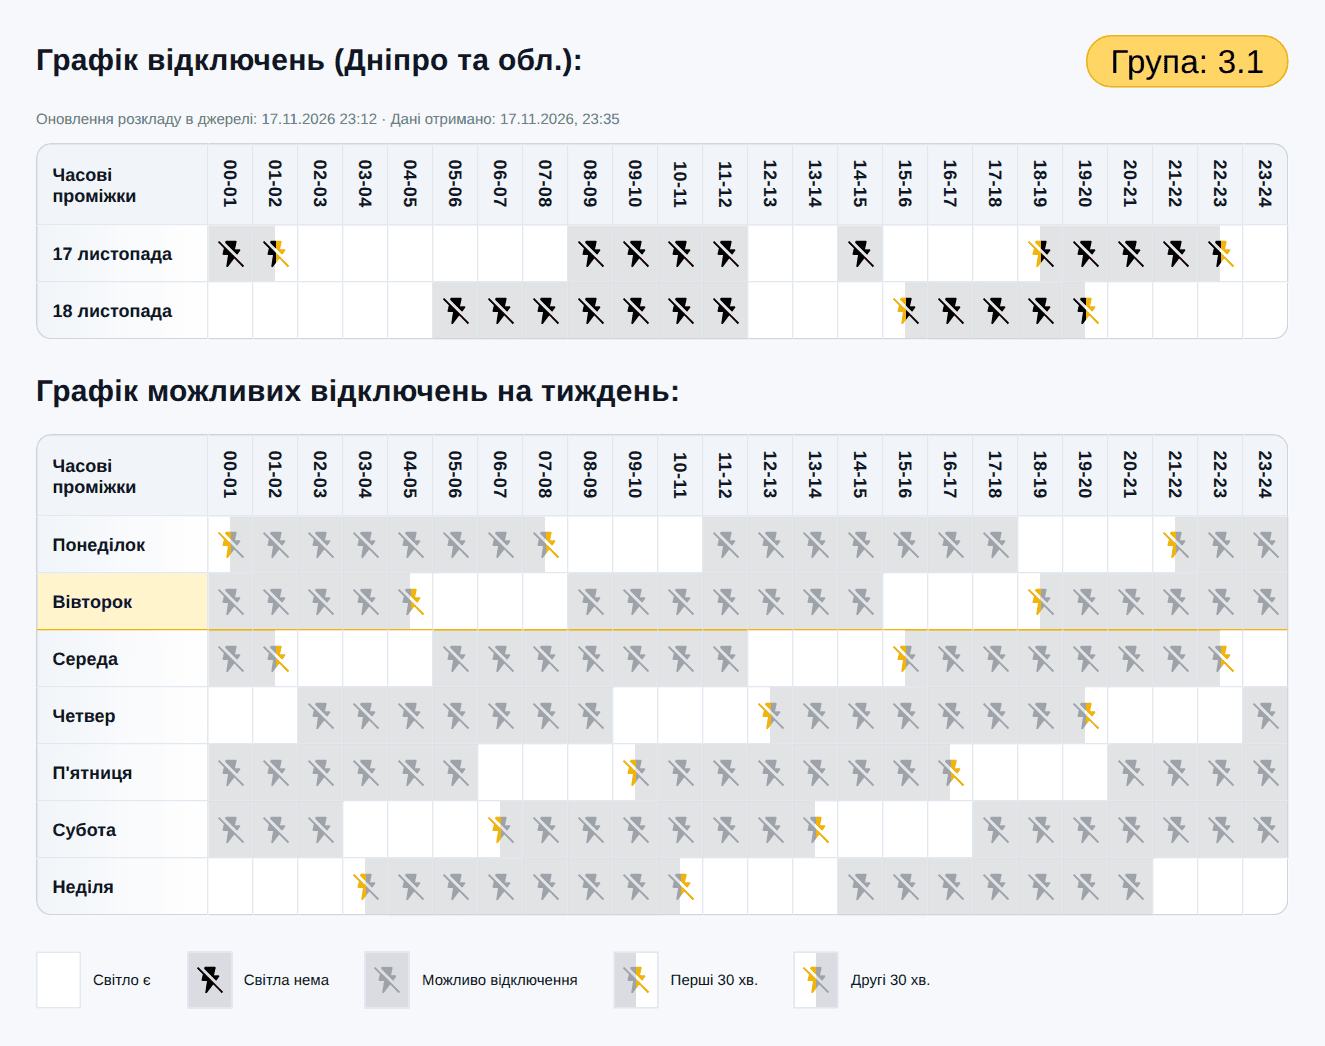 Графік відключень (Дніпро та обл.):
Група: 3.1
Оновлення розкладу в джерелі: 17.11.2026 23:12 · Дані отримано: 17.11.2026, 23:35
Часові проміжки 00-01 01-02 02-03 03-04 04-05 05-06 06-07 07-08 08-09 09-10 10-11 11-12 12-13 13-14 14-15 15-16 16-17 17-18 18-19 19-20 20-21 21-22 22-23 23-24
17 листопада
18 листопада
Графік можливих відключень на тиждень:
Часові проміжки 00-01 01-02 02-03 03-04 04-05 05-06 06-07 07-08 08-09 09-10 10-11 11-12 12-13 13-14 14-15 15-16 16-17 17-18 18-19 19-20 20-21 21-22 22-23 23-24
Понеділок
Вівторок
Середа
Четвер
П'ятниця
Субота
Неділя
Світло є Світла нема Можливо відключення Перші 30 хв. Другі 30 хв.